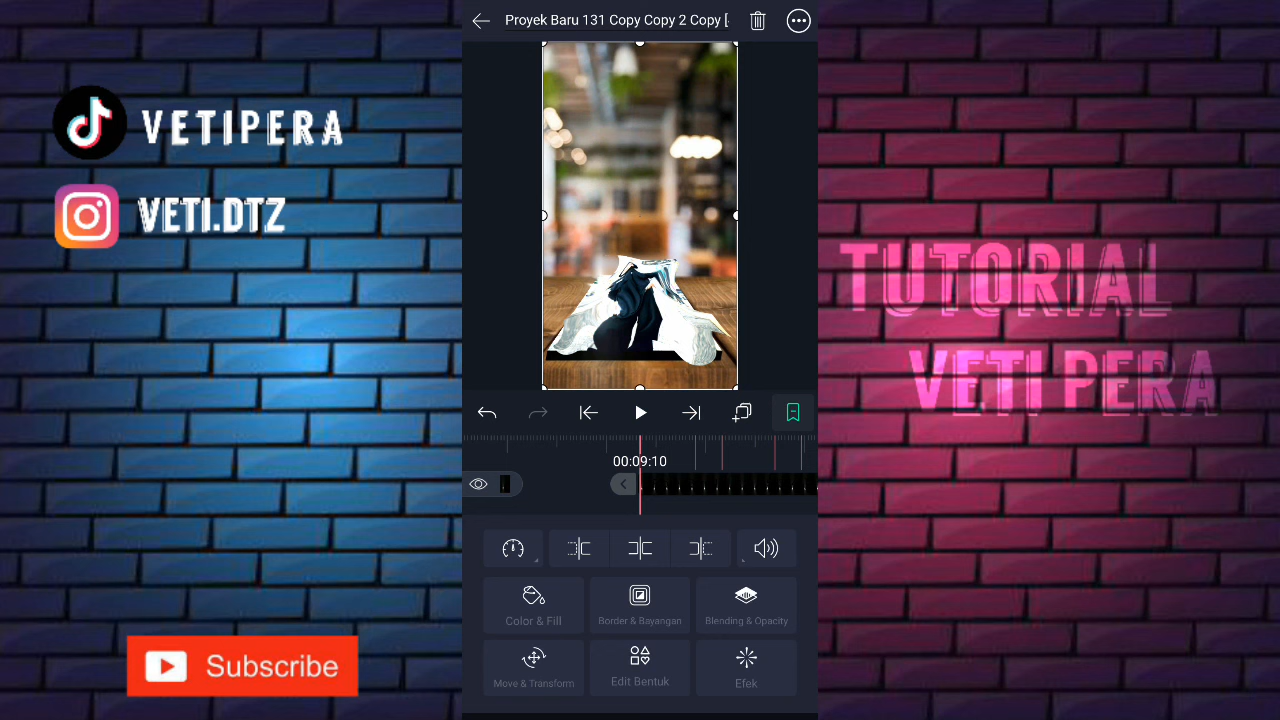 VETIPERA
VETI.DTZ
Subscribe
Proyek Baru 131 Copy Copy 2 Copy [
00:09:10
Color & Fill
Border & Bayangan
Blending & Opacity
Move & Transform
Edit Bentuk
Efek
TUTORIAL
VETI PERA